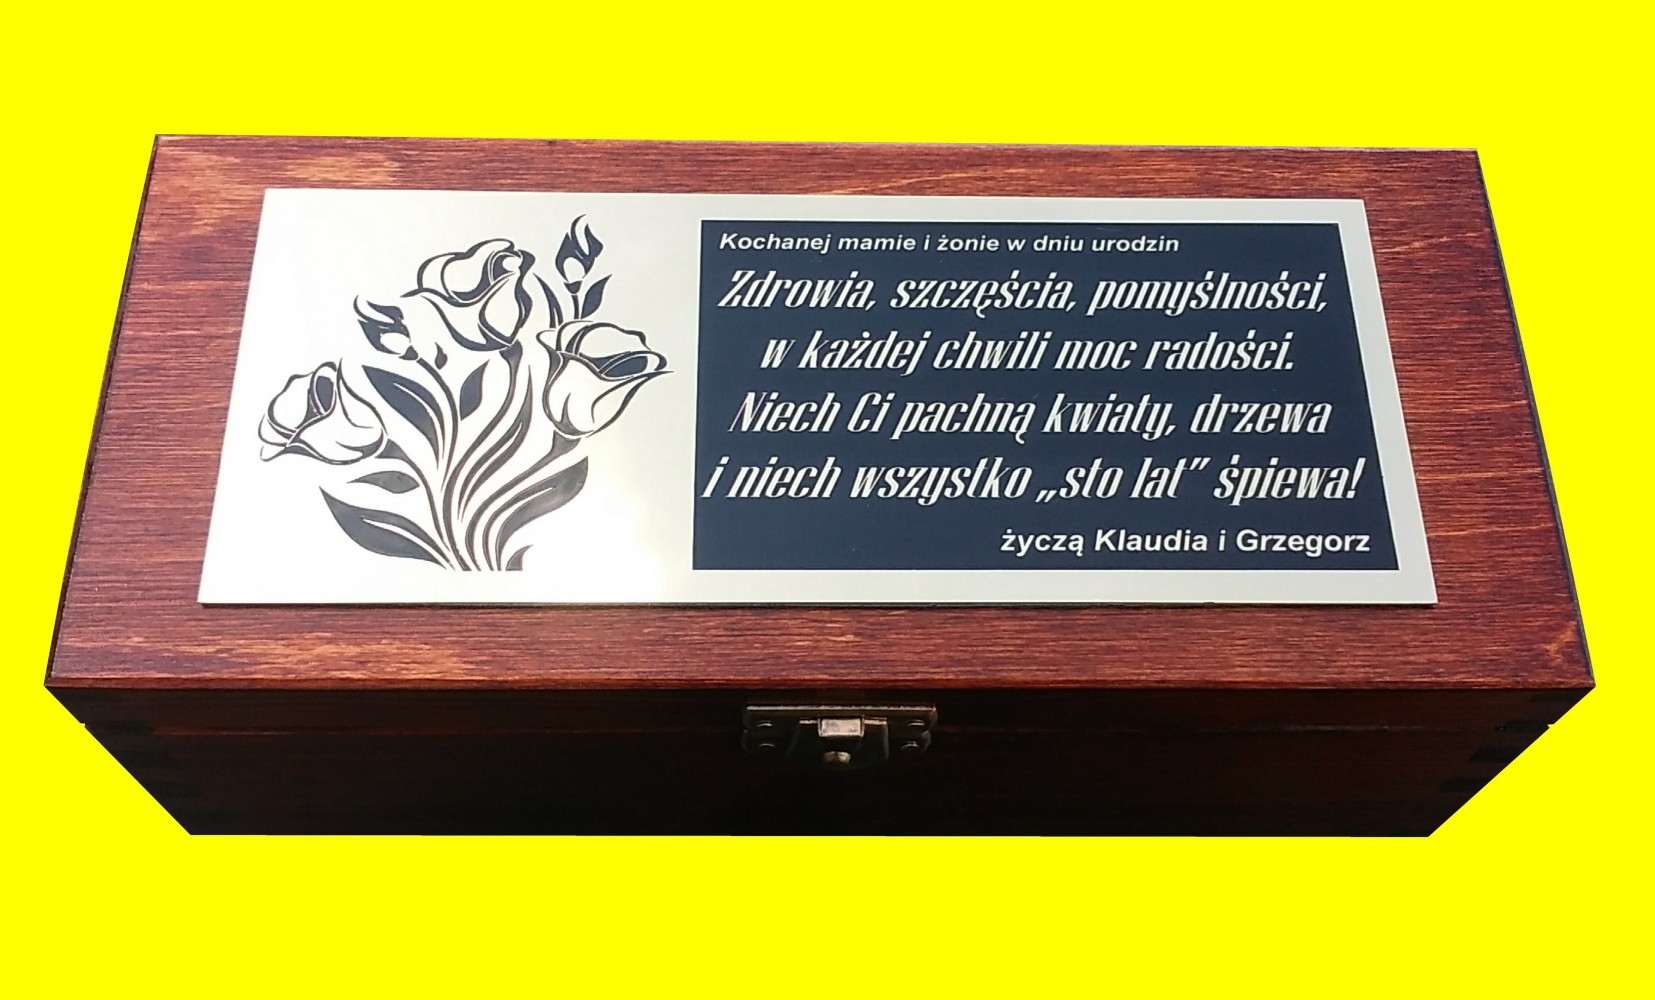 Kochanej mamie i żonie w dniu urodzin
Zdrowia, szczęścia, pomyślności,
w każdej chwili moc radości.
Niech Ci pachną kwiaty, drzewa
i niech wszystko „sto lat” śpiewa!
życzą Klaudia i Grzegorz